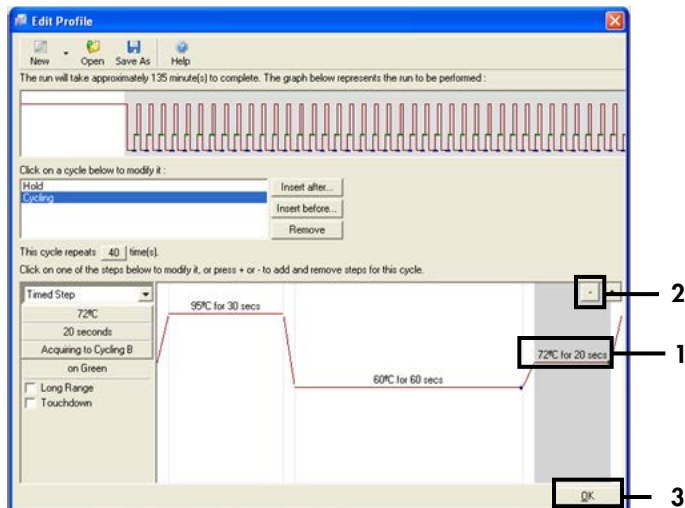 Edit Profile
New Open Save As Help
The run will take approximately 135 minute(s) to complete. The graph below represents the run to be performed :
Click on a cycle below to modify it :
Hold
Cycling
Insert after...
Insert before...
Remove
This cycle repeats 40 time(s).
Click on one of the steps below to modify it, or press + or - to add and remove steps for this cycle.
Timed Step
72ºC
20 seconds
Acquiring to Cycling B
on Green
Long Range
Touchdown
95ºC for 30 secs
60ºC for 60 secs
72ºC for 20 secs
- +
2
1
OK
3